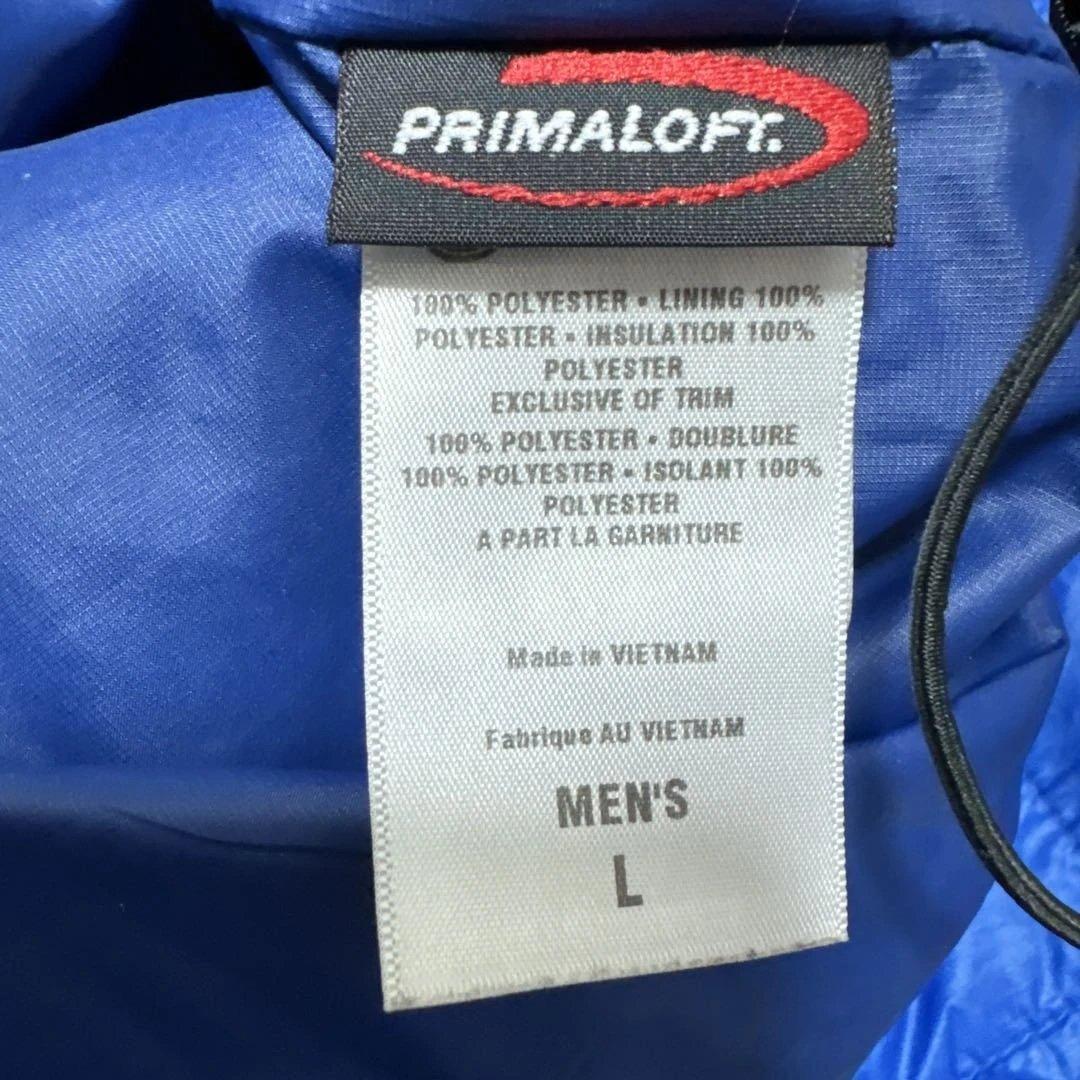 PRIMALOFT.
100% POLYESTER • LINING 100%
POLYESTER • INSULATION 100%
POLYESTER
EXCLUSIVE OF TRIM
100% POLYESTER • DOUBLURE
100% POLYESTER • ISOLANT 100%
POLYESTER
A PART LA GARNITURE
Made in VIETNAM
Fabrique AU VIETNAM
MEN'S
L